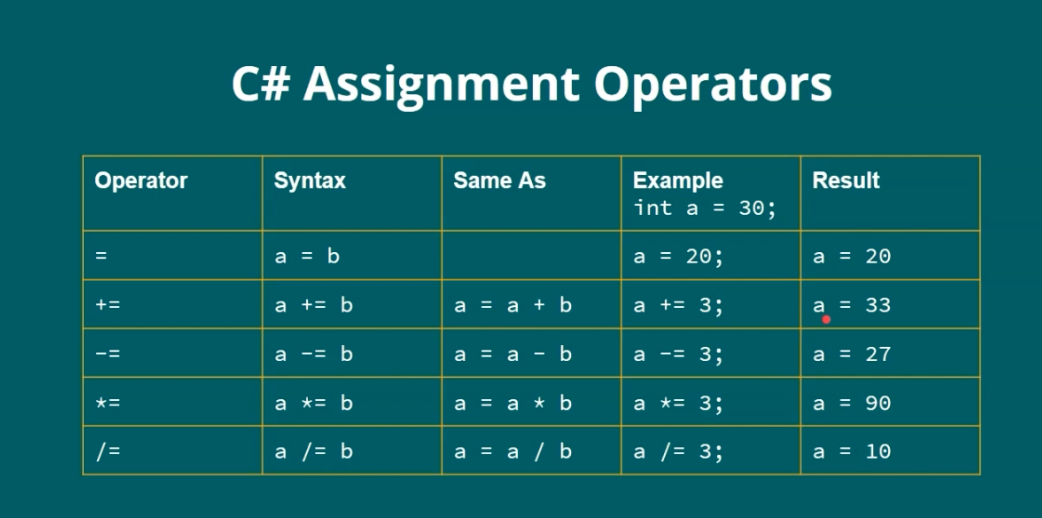 C# Assignment Operators
Operator Syntax Same As Example Result
int a = 30;
= a = b a = 20; a = 20
+= a += b a = a + b a += 3; a = 33
-= a -= b a = a - b a -= 3; a = 27
*= a *= b a = a * b a *= 3; a = 90
/= a /= b a = a / b a /= 3; a = 10